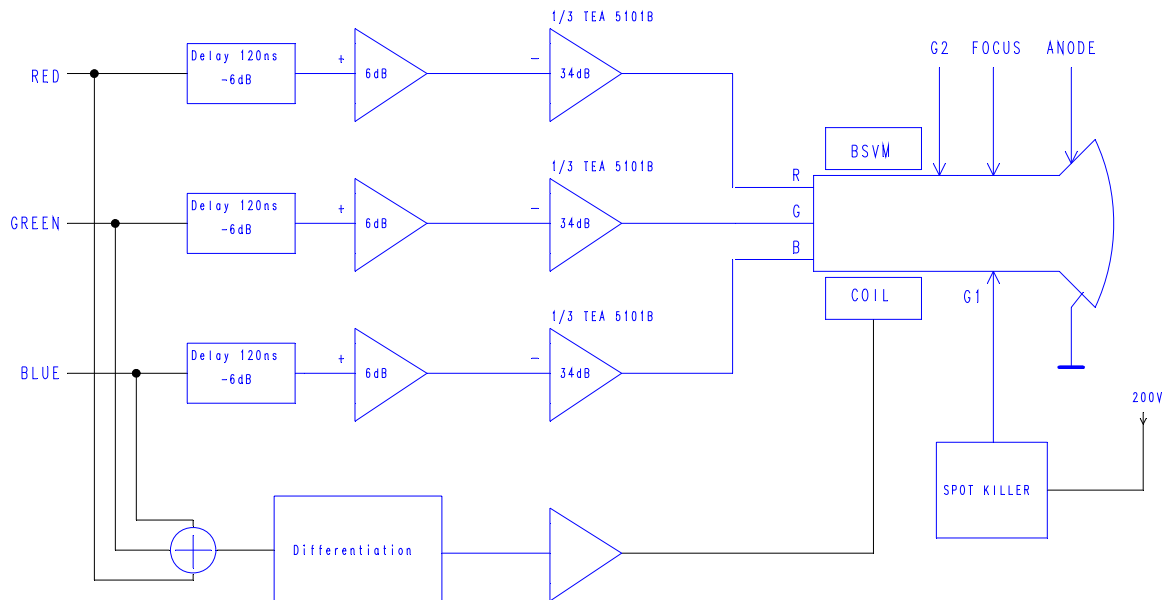 1/3 TEA 5101B
G2 FOCUS ANODE
RED
Delay 120ns
-6dB
+
6dB
-
34dB
BSVM
1/3 TEA 5101B
R
GREEN
Delay 120ns
-6dB
+
6dB
-
34dB
G
B
COIL
G1
1/3 TEA 5101B
BLUE
Delay 120ns
-6dB
+
6dB
-
34dB
200V
SPOT KILLER
Differentiation